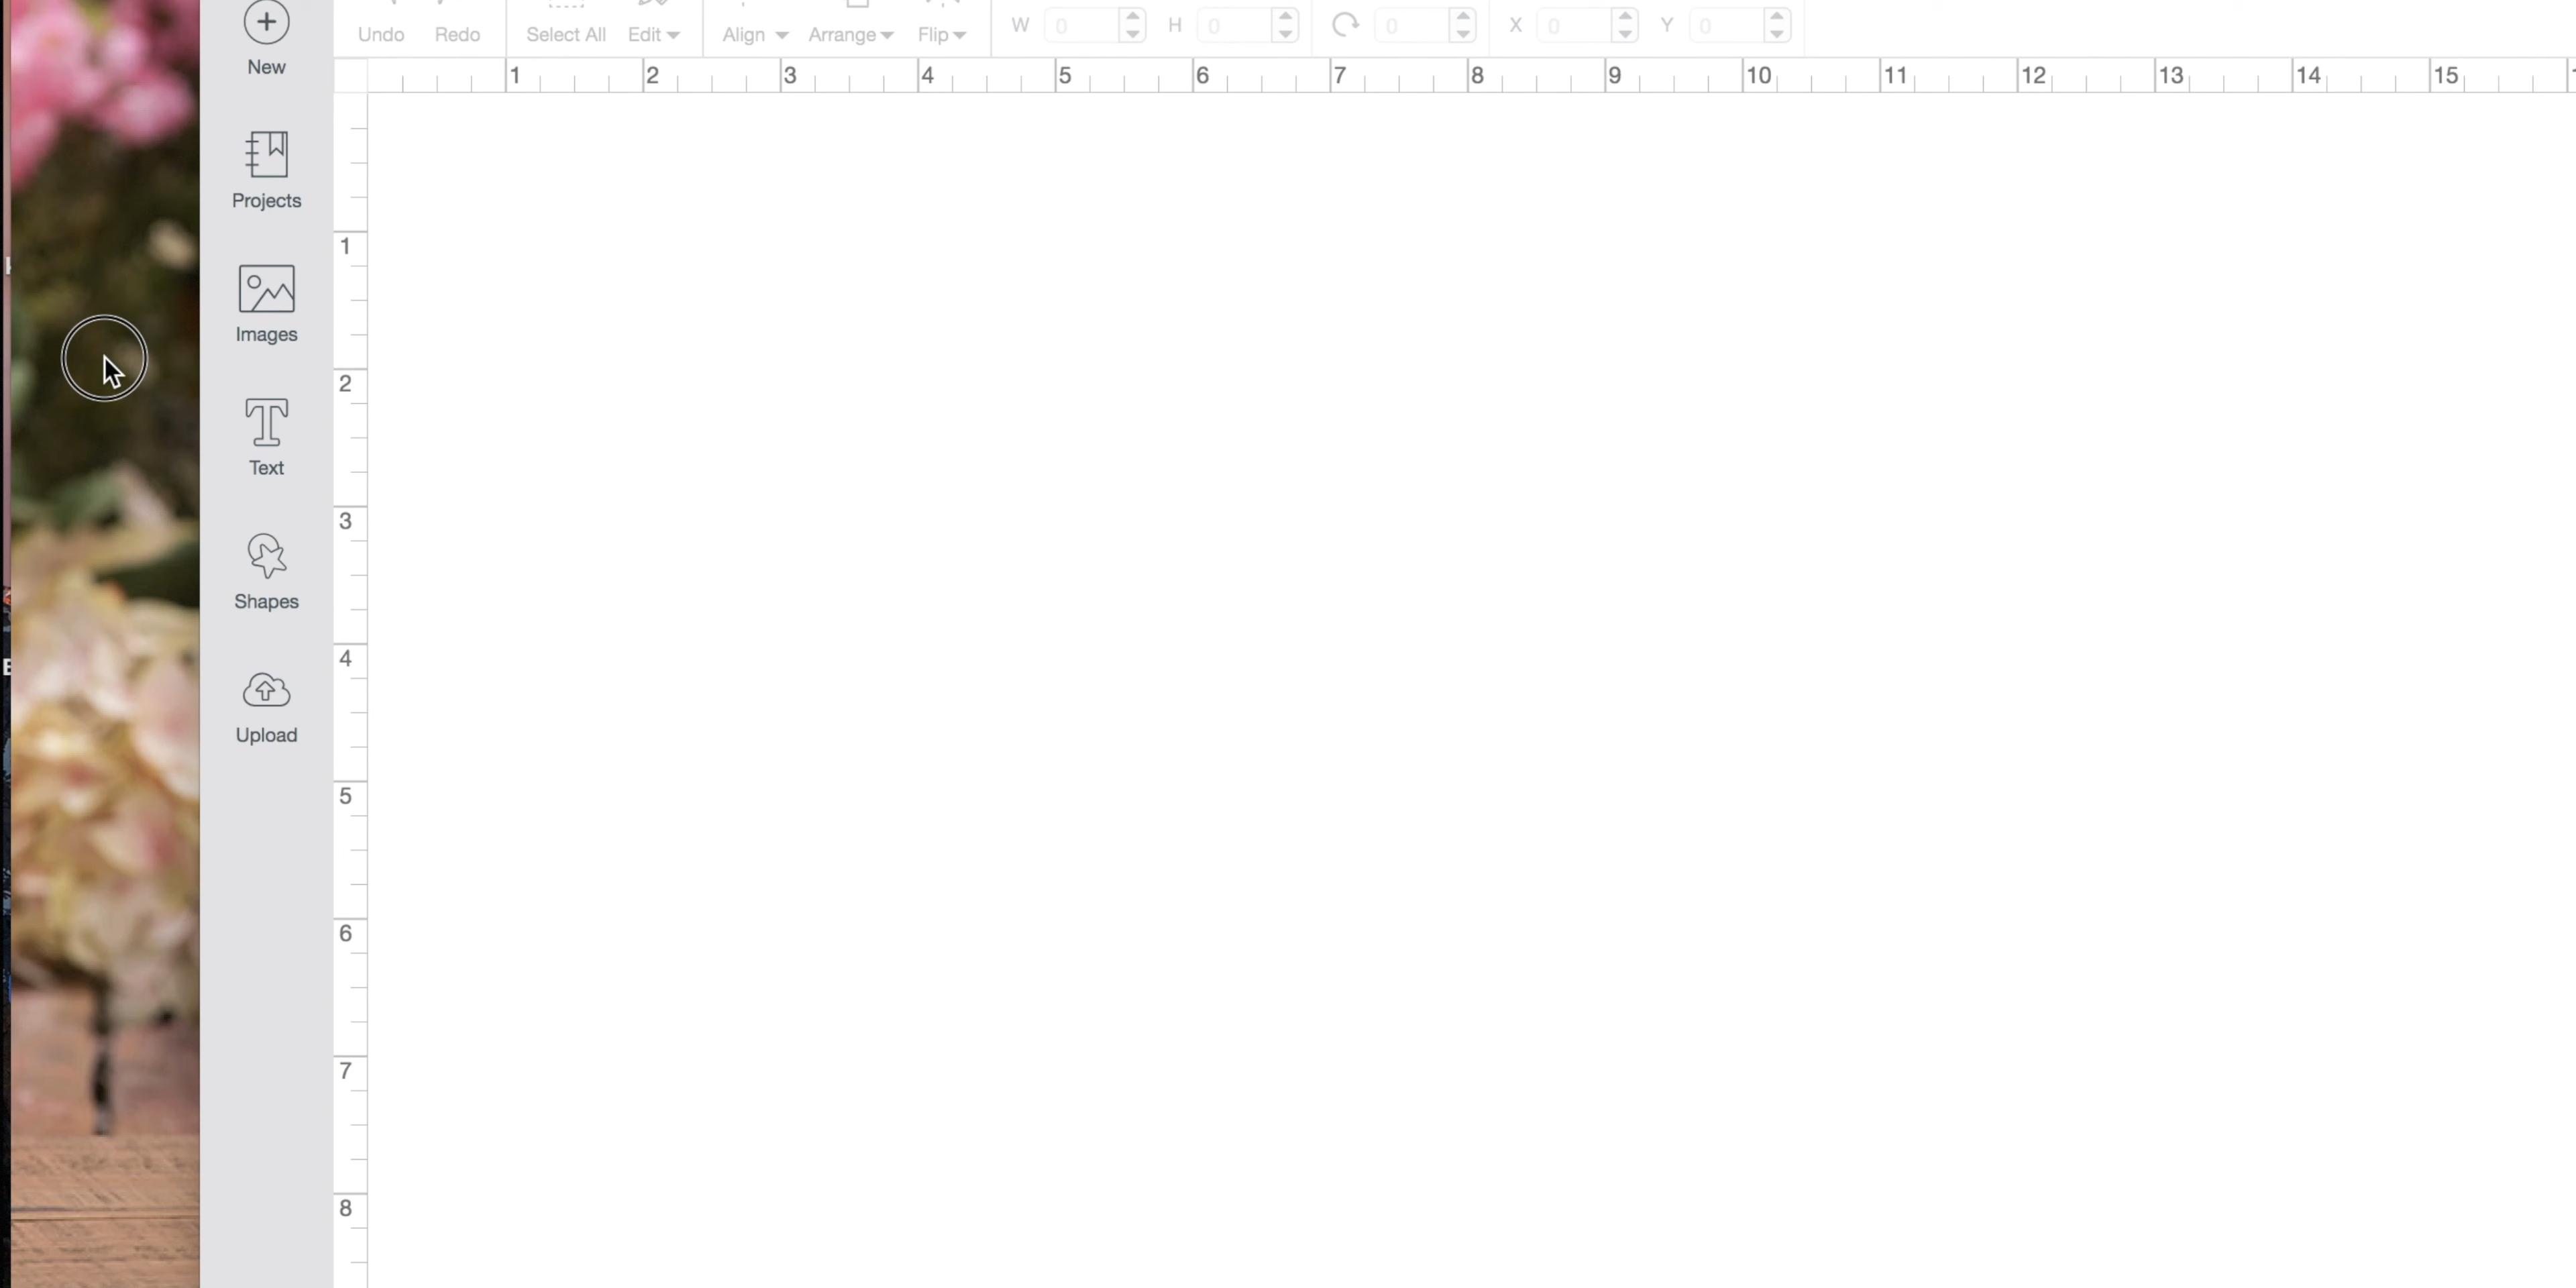 Undo Redo Select All Edit Align Arrange Flip W 0 H 0 0 X 0 Y 0
New
1 2 3 4 5 6 7 8 9 10 11 12 13 14 15
Projects
1
Images
2
Text
3
Shapes
4
Upload
5
6
7
8